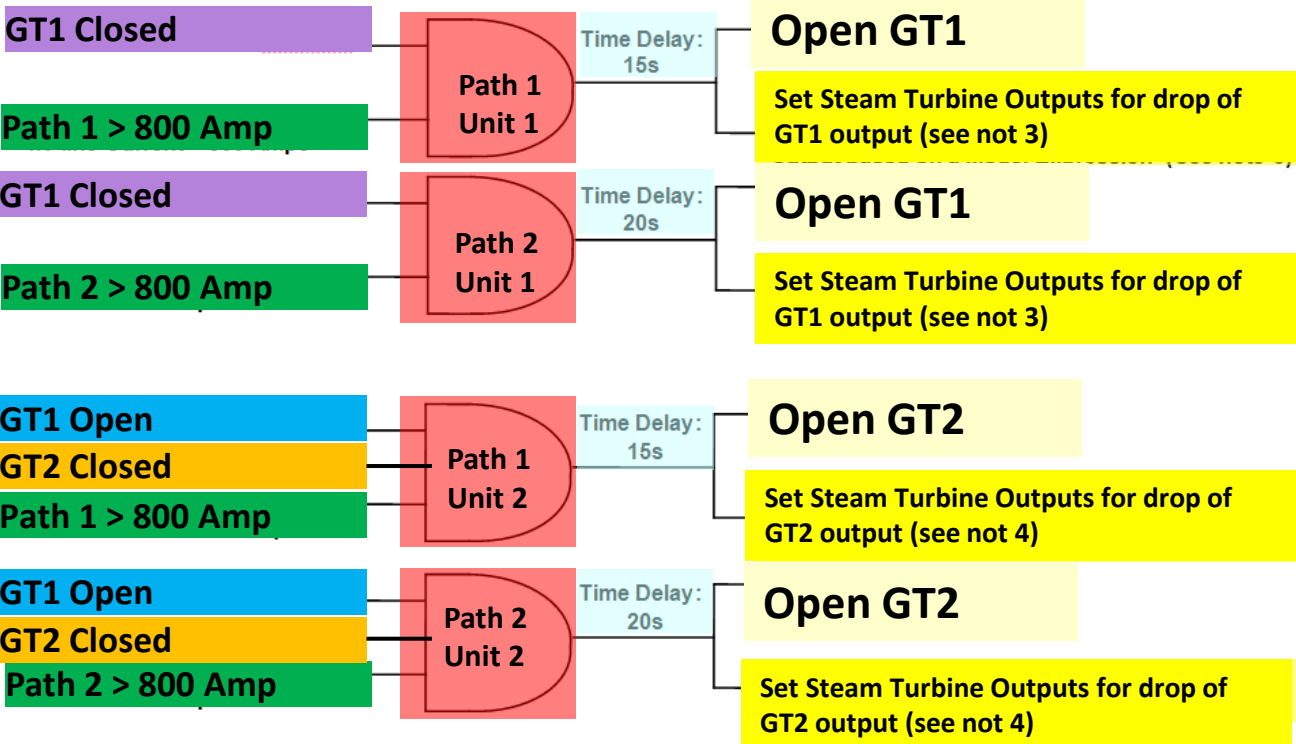 GT1 Closed
Path 1 > 800 Amp
Path 1
Unit 1
Time Delay:
15s
Open GT1
Set Steam Turbine Outputs for drop of
GT1 output (see not 3)
GT1 Closed
Path 2 > 800 Amp
Path 2
Unit 1
Time Delay:
20s
Open GT1
Set Steam Turbine Outputs for drop of
GT1 output (see not 3)
GT1 Open
GT2 Closed
Path 1 > 800 Amp
Path 1
Unit 2
Time Delay:
15s
Open GT2
Set Steam Turbine Outputs for drop of
GT2 output (see not 4)
GT1 Open
GT2 Closed
Path 2 > 800 Amp
Path 2
Unit 2
Time Delay:
20s
Open GT2
Set Steam Turbine Outputs for drop of
GT2 output (see not 4)